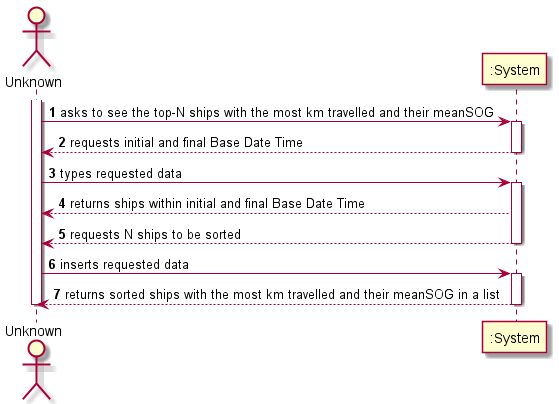 Unknown
:System
1 asks to see the top-N ships with the most km travelled and their meanSOG
2 requests initial and final Base Date Time
3 types requested data
4 returns ships within initial and final Base Date Time
5 requests N ships to be sorted
6 inserts requested data
7 returns sorted ships with the most km travelled and their meanSOG in a list
Unknown
:System